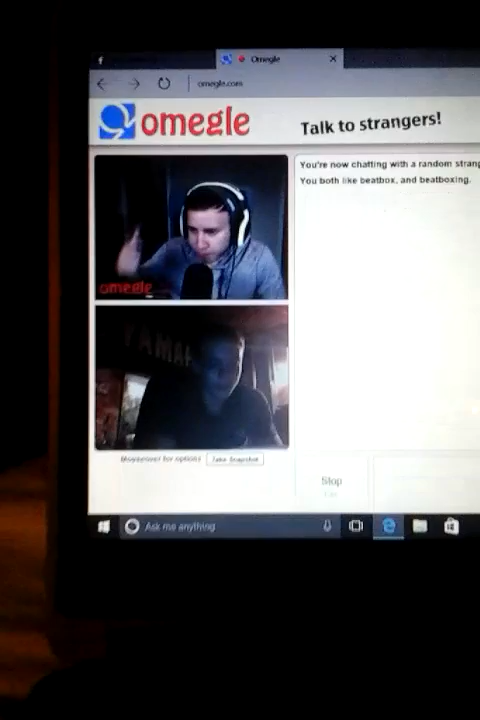 Omegle
omegle.com
omegle
Talk to strangers!
You're now chatting with a random strang
You both like beatbox, and beatboxing.
omegle
YAMAH
Take Snapshot
Stop
Ask me anything